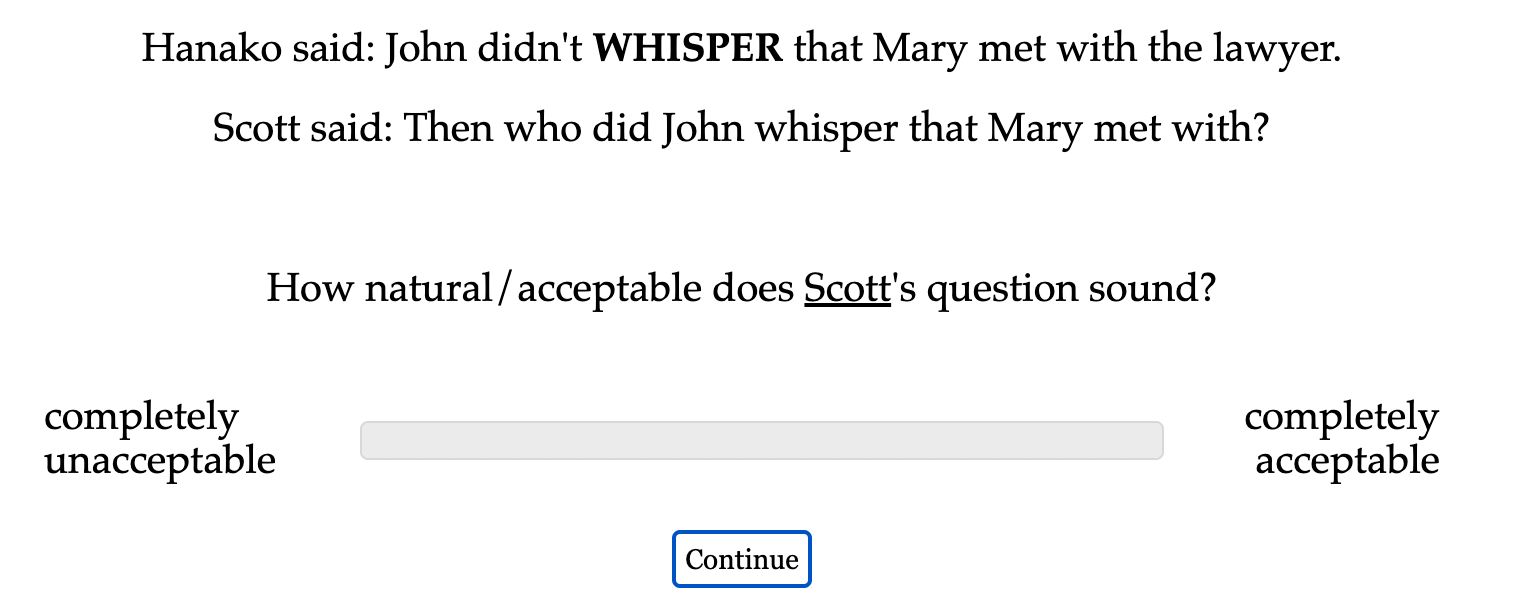 Hanako said: John didn't WHISPER that Mary met with the lawyer.
Scott said: Then who did John whisper that Mary met with?
How natural/acceptable does Scott's question sound?
completely
unacceptable
completely
acceptable
Continue